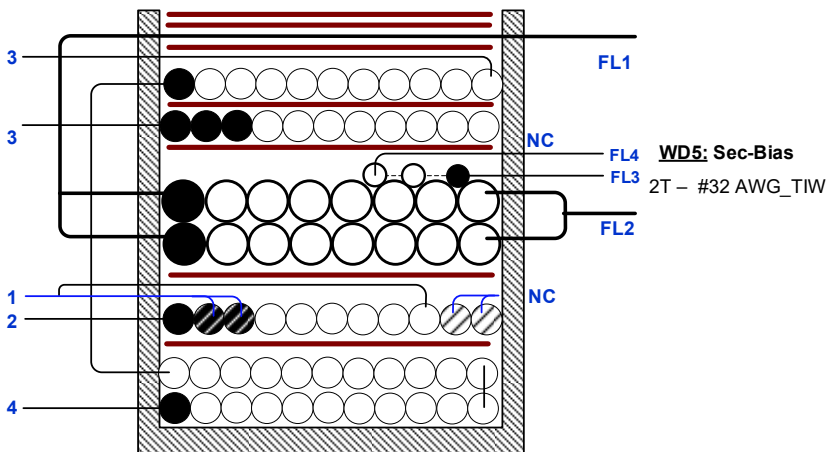 3
FL1
3
NC
FL4
WD5: Sec-Bias
FL3
2T – #32 AWG_TIW
FL2
1
NC
2
4